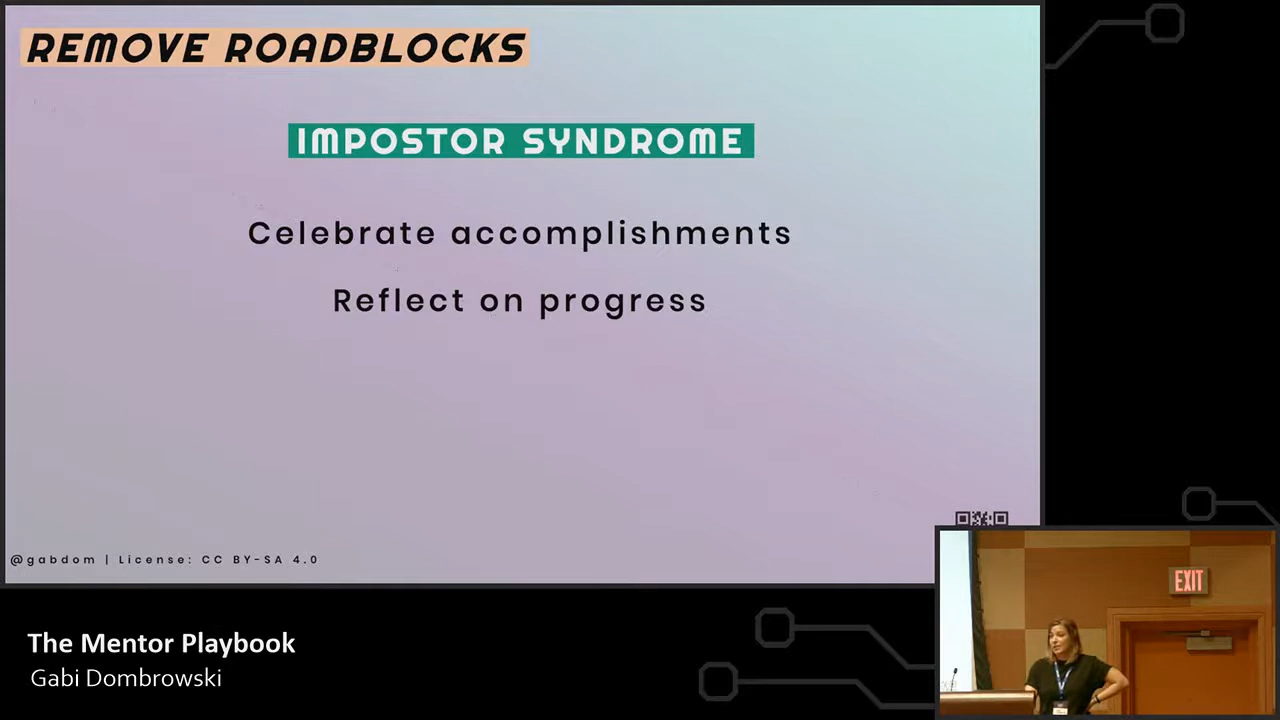 REMOVE ROADBLOCKS
IMPOSTOR SYNDROME
Celebrate accomplishments
Reflect on progress
@gabdom | License: CC BY-SA 4.0
EXIT
The Mentor Playbook
Gabi Dombrowski